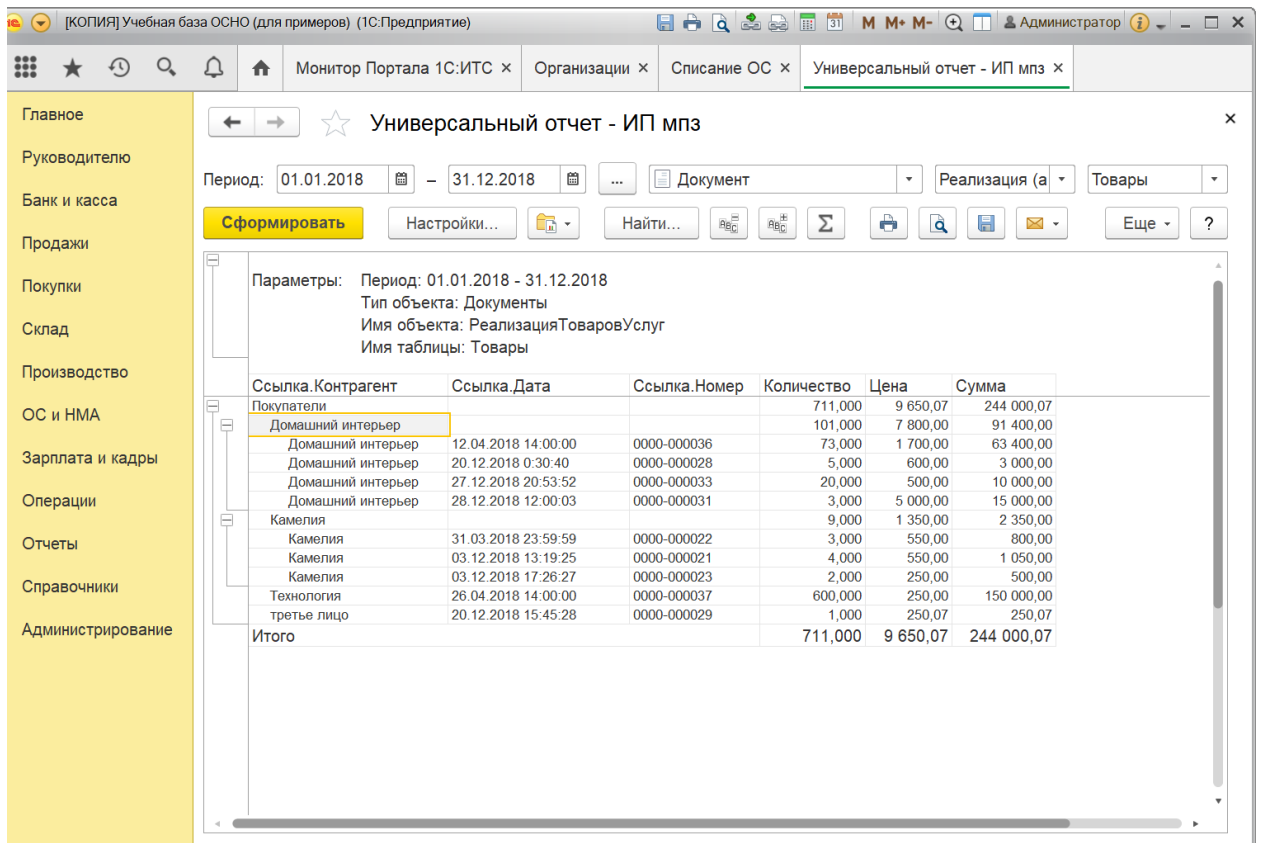 [КОПИЯ] Учебная база ОСНО (для примеров) (1С:Предприятие) 31 M M+ M- Администратор
Монитор Портала 1С:ИТС × Организации × Списание ОС × Универсальный отчет - ИП мпз ×
Главное
Руководителю
Банк и касса
Продажи
Покупки
Склад
Производство
ОС и НМА
Зарплата и кадры
Операции
Отчеты
Справочники
Администрирование
Универсальный отчет - ИП мпз
Период: 01.01.2018 – 31.12.2018 ... Документ Реализация (а Товары
Сформировать Настройки... Найти... Σ Еще ?
Параметры: Период: 01.01.2018 - 31.12.2018
Тип объекта: Документы
Имя объекта: РеализацияТоваровУслуг
Имя таблицы: Товары
Ссылка.Контрагент Ссылка.Дата Ссылка.Номер Количество Цена Сумма
Покупатели 711,000 9 650,07 244 000,07
Домашний интерьер 101,000 7 800,00 91 400,00
Домашний интерьер 12.04.2018 14:00:00 0000-000036 73,000 1 700,00 63 400,00
Домашний интерьер 20.12.2018 0:30:40 0000-000028 5,000 600,00 3 000,00
Домашний интерьер 27.12.2018 20:53:52 0000-000033 20,000 500,00 10 000,00
Домашний интерьер 28.12.2018 12:00:03 0000-000031 3,000 5 000,00 15 000,00
Камелия 9,000 1 350,00 2 350,00
Камелия 31.03.2018 23:59:59 0000-000022 3,000 550,00 800,00
Камелия 03.12.2018 13:19:25 0000-000021 4,000 550,00 1 050,00
Камелия 03.12.2018 17:26:27 0000-000023 2,000 250,00 500,00
Технология 26.04.2018 14:00:00 0000-000037 600,000 250,00 150 000,00
третье лицо 20.12.2018 15:45:28 0000-000029 1,000 250,07 250,07
Итого 711,000 9 650,07 244 000,07